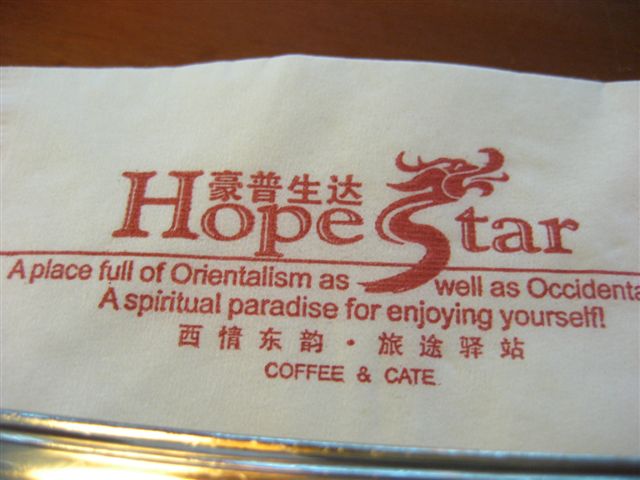 豪普生达
Hope Star
A place full of Orientalism as well as Occidenta
A spiritual paradise for enjoying yourself!
西情东韵·旅途驿站
COFFEE & CATE